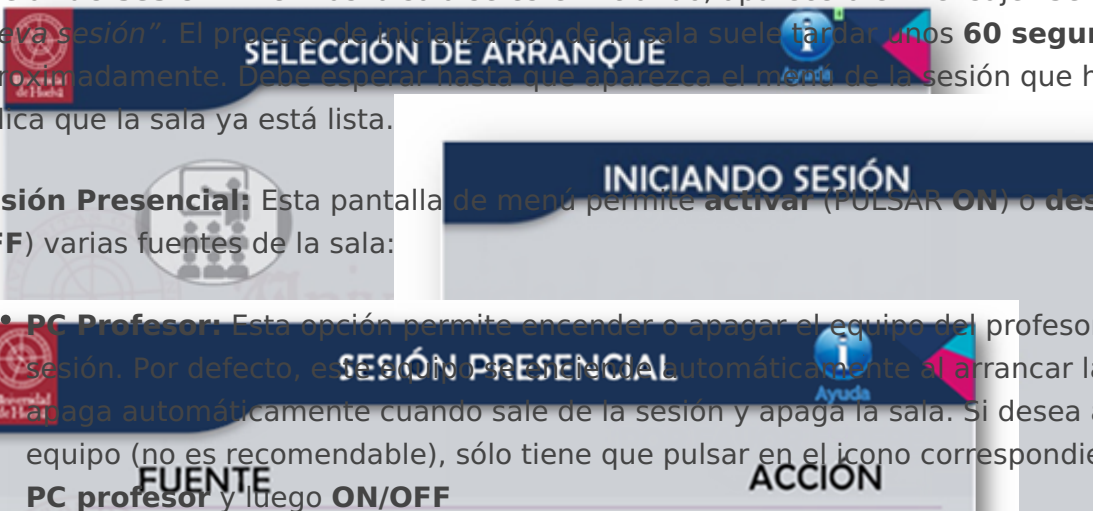 eva sesión”. El proceso de inicialización de la sala suele tardar unos 60 segu
SELECCIÓN DE ARRANQUE
Ayuda
roximadamente. Debe esperar hasta que aparezca el menú de la sesión que h
de Huelva
lica que la sala ya está lista.
INICIANDO SESIÓN
sión Presencial: Esta pantalla de menú permite activar (PULSAR ON) o des
FF) varias fuentes de la sala:
• PC Profesor: Esta opción permite encender o apagar el equipo del profeso
SESIÓN PRESENCIAL
Ayuda
sesión. Por defecto, este equipo se enciende automáticamente al arrancar la
apaga automáticamente cuando sale de la sesión y apaga la sala. Si desea a
equipo (no es recomendable), sólo tiene que pulsar en el icono correspondie
FUENTE ACCIÓN
PC profesor y luego ON/OFF